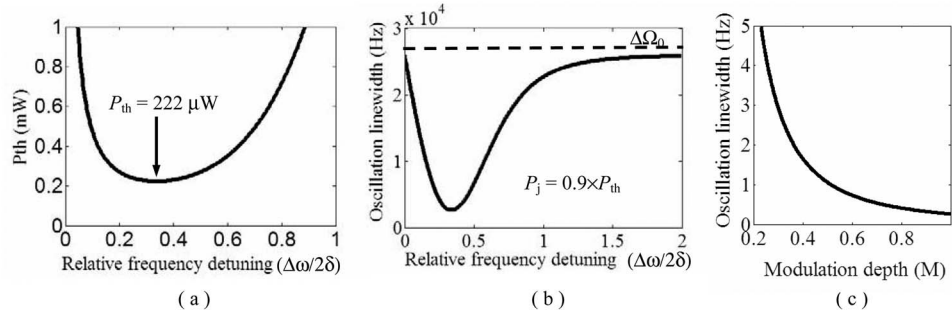 1
0.8
0.6
0.4
0.2
0
Pth (mW)
P_th = 222 μW
0 0.2 0.4 0.6 0.8 1
Relative frequency detuning (Δω/2δ)
( a )
× 10^4
3
2
1
0
Oscillation linewidth (Hz)
ΔΩ_0
P_j = 0.9×P_th
0 0.5 1 1.5 2
Relative frequency detuning (Δω/2δ)
( b )
5
4
3
2
1
0
Oscillation linewidth (Hz)
0.2 0.4 0.6 0.8
Modulation depth (M)
( c )